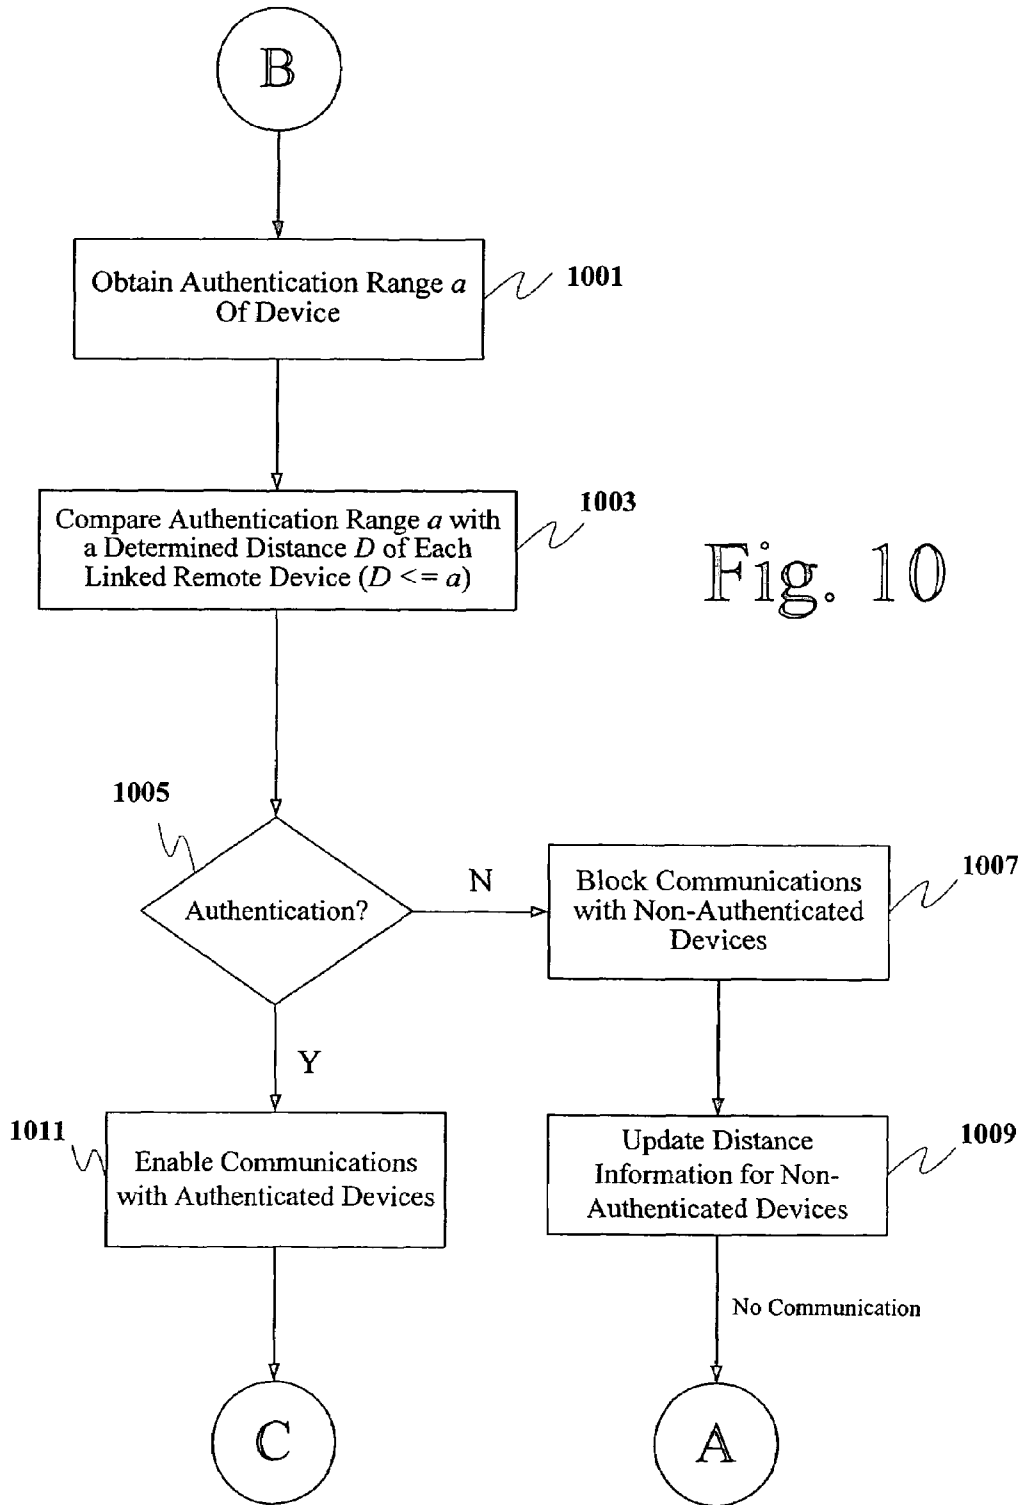 B
Obtain Authentication Range a
Of Device
1001
Compare Authentication Range a with
a Determined Distance D of Each
Linked Remote Device (D <= a)
1003
Fig. 10
1005
Authentication?
N
Block Communications
with Non-Authenticated
Devices
1007
Y
1011
Enable Communications
with Authenticated Devices
Update Distance
Information for Non-
Authenticated Devices
1009
No Communication
C
A